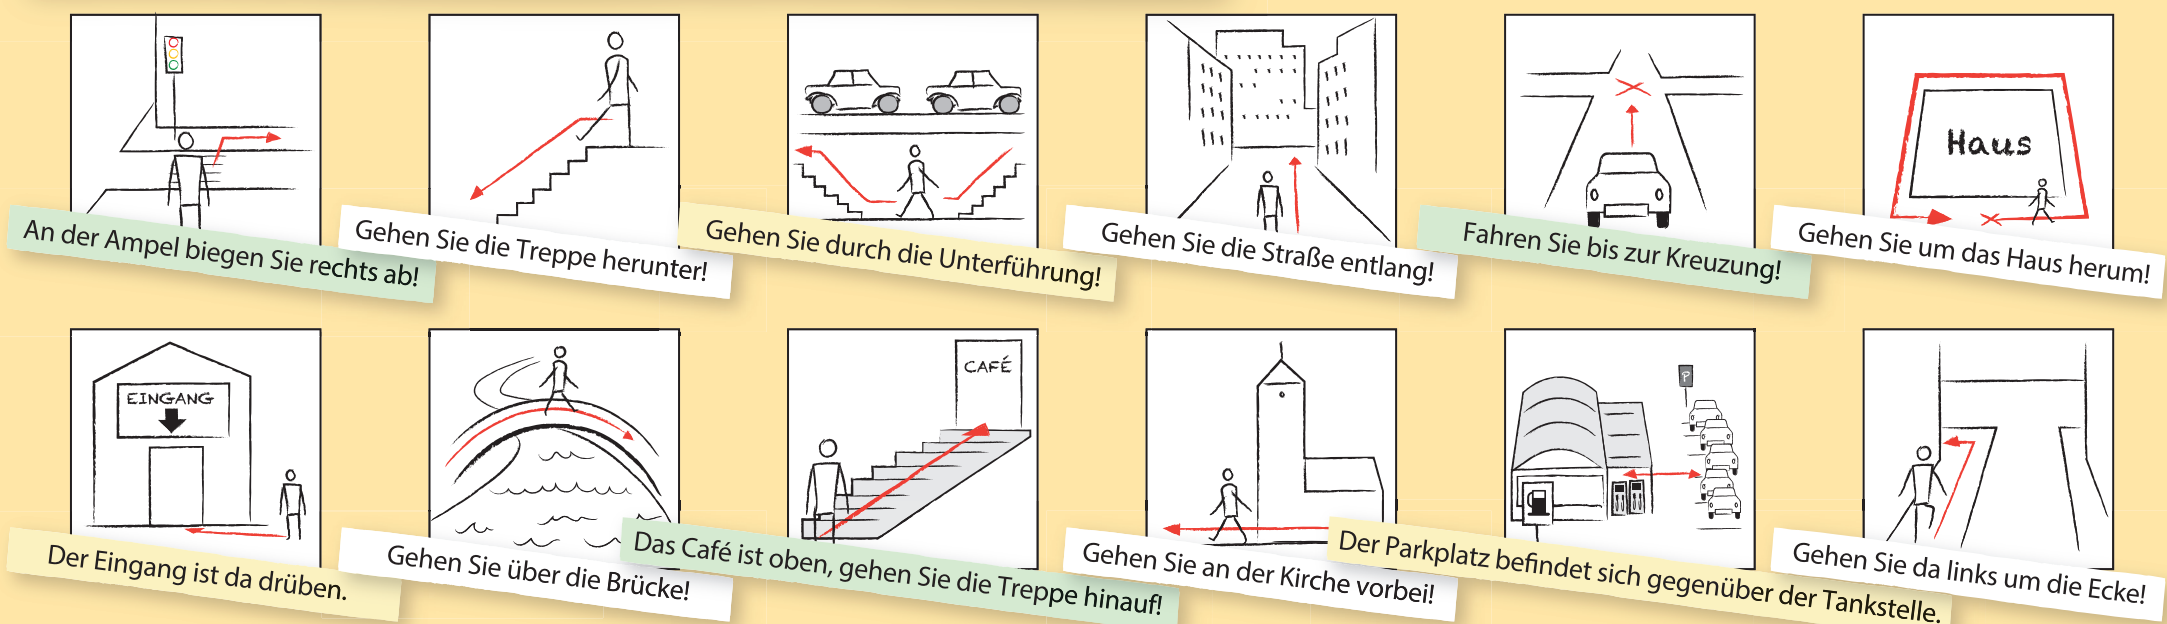 An der Ampel biegen Sie rechts ab!
Gehen Sie die Treppe herunter!
Gehen Sie durch die Unterführung!
Gehen Sie die Straße entlang!
Fahren Sie bis zur Kreuzung!
Haus
Gehen Sie um das Haus herum!
EINGANG
Der Eingang ist da drüben.
Gehen Sie über die Brücke!
CAFÉ
Das Café ist oben, gehen Sie die Treppe hinauf!
Gehen Sie an der Kirche vorbei!
P
Der Parkplatz befindet sich gegenüber der Tankstelle.
Gehen Sie da links um die Ecke!